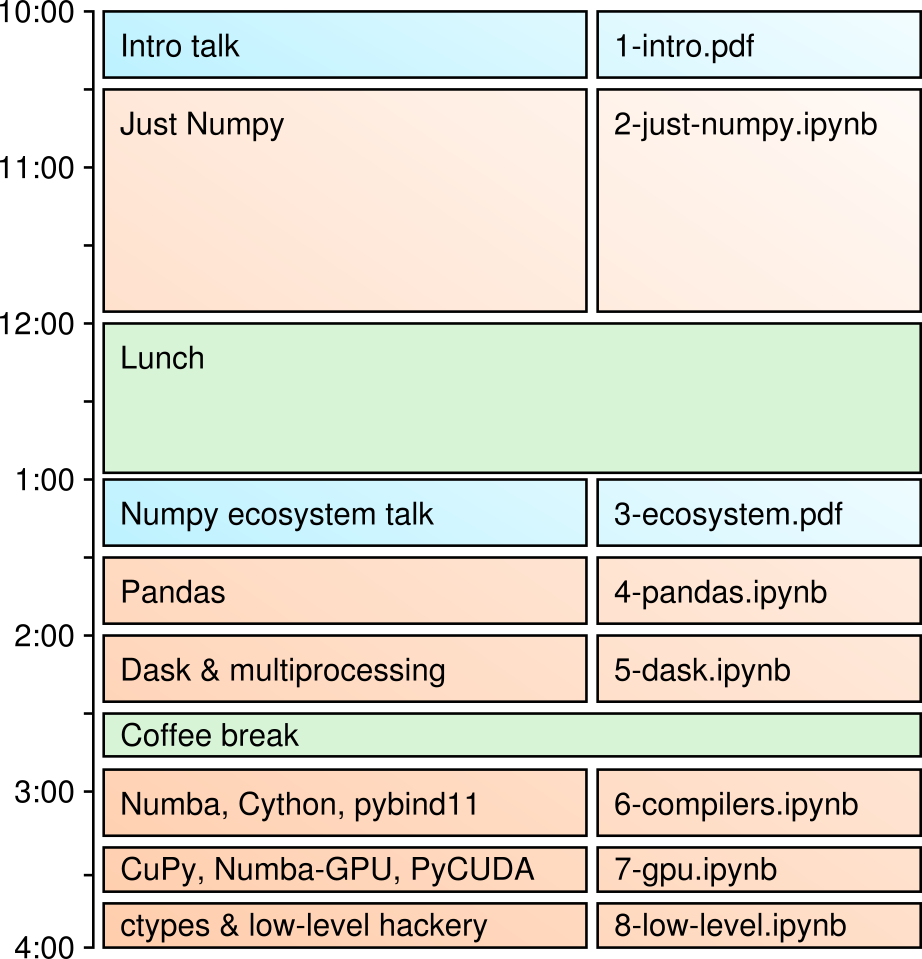 10:00
Intro talk
1-intro.pdf
Just Numpy
2-just-numpy.ipynb
11:00
12:00
Lunch
1:00
Numpy ecosystem talk
3-ecosystem.pdf
Pandas
4-pandas.ipynb
2:00
Dask & multiprocessing
5-dask.ipynb
Coffee break
3:00
Numba, Cython, pybind11
6-compilers.ipynb
CuPy, Numba-GPU, PyCUDA
7-gpu.ipynb
ctypes & low-level hackery
8-low-level.ipynb
4:00